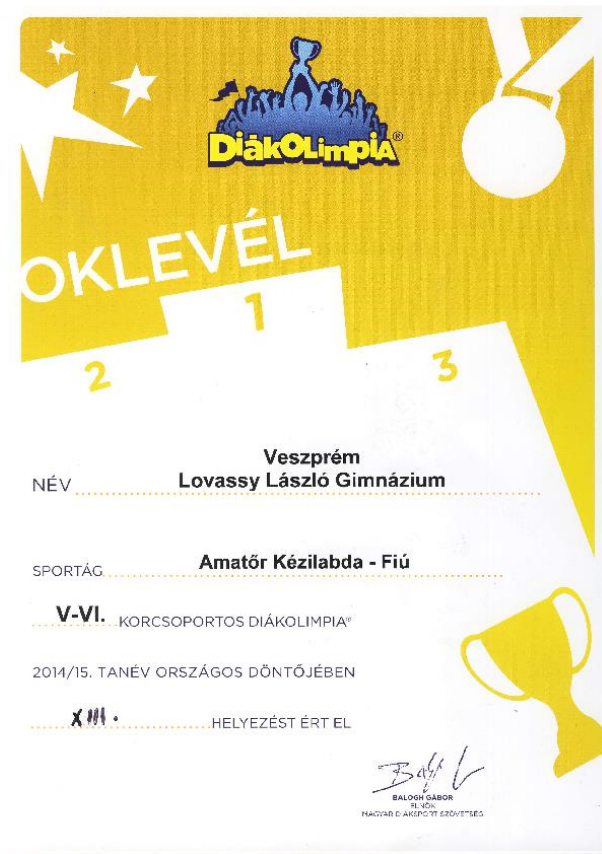 DiákOLimpiA®
OKLEVÉL
1
2
3
Veszprém
NÉV Lovassy László Gimnázium
SPORTÁG Amatőr Kézilabda - Fiú
V-VI. KORCSOPORTOS DIÁKOLIMPIA®
2014/15. TANÉV ORSZÁGOS DÖNTŐJÉBEN
XIII. HELYEZÉST ÉRT EL
BALOGH GÁBOR
ELNÖK
MAGYAR DIÁKSPORT SZÖVETSÉG